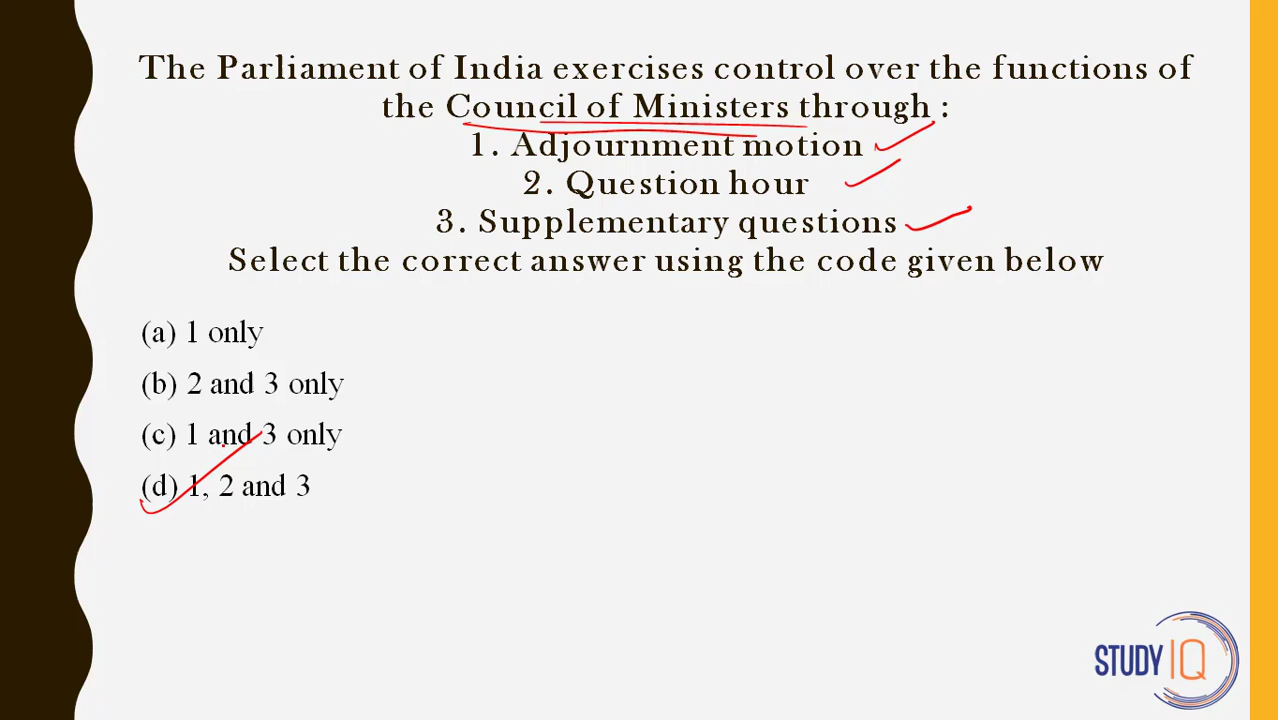 The Parliament of India exercises control over the functions of
the Council of Ministers through :
1. Adjournment motion
2. Question hour
3. Supplementary questions
Select the correct answer using the code given below
(a) 1 only
(b) 2 and 3 only
(c) 1 and 3 only
(d) 1, 2 and 3
STUDY IQ